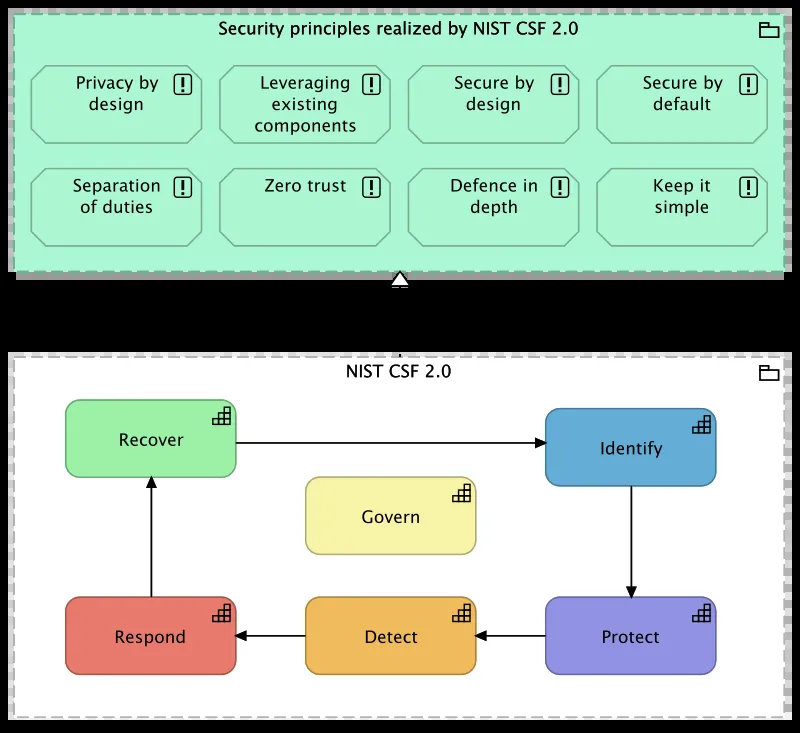 Security principles realized by NIST CSF 2.0
Privacy by
design
Leveraging
existing
components
Secure by
design
Secure by
default
Separation
of duties
Zero trust
Defence in
depth
Keep it
simple
NIST CSF 2.0
Recover
Identify
Govern
Respond
Detect
Protect